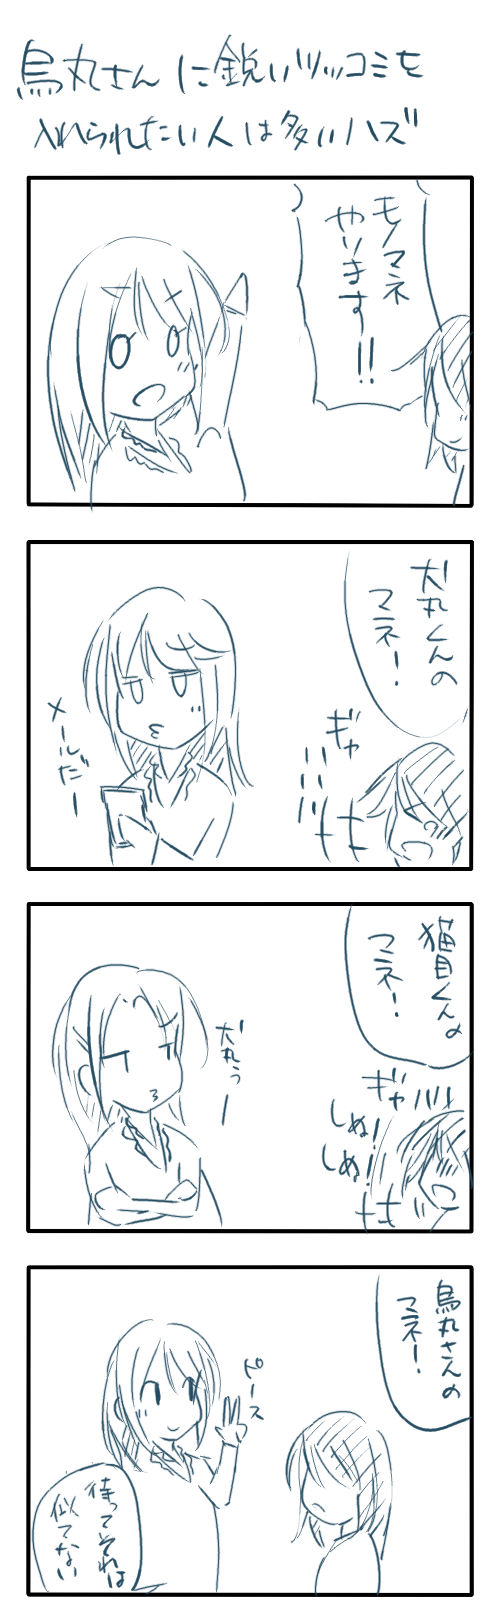 烏丸さんに鋭いツッコミを
入れられたい人は多いハズ
モノマネ
やります!!
犬丸くんの
マネ!
ギャ
メールだー
猫目くんの
マネ!
犬丸うー
ギャハハハ
しぬ!
しぬ!
烏丸さんの
マネ!
ピース
待ってそれは
似てない